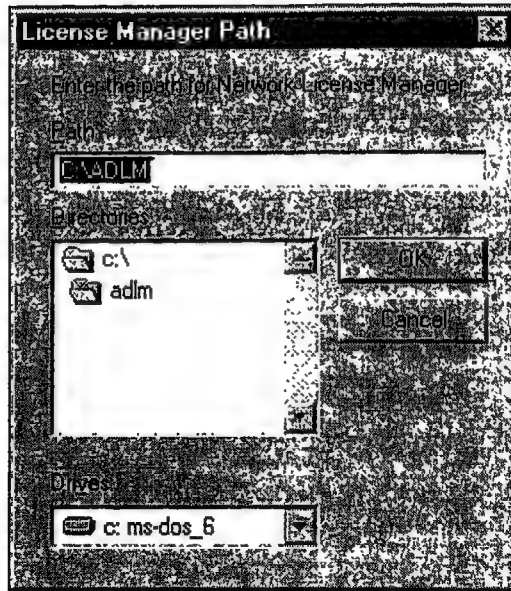 License Manager Path
Enter the path for Network License Manager.
Path:
C:\ADLM
Directories:
c:\
OK
adlm
Cancel
Drives:
c: ms-dos_6